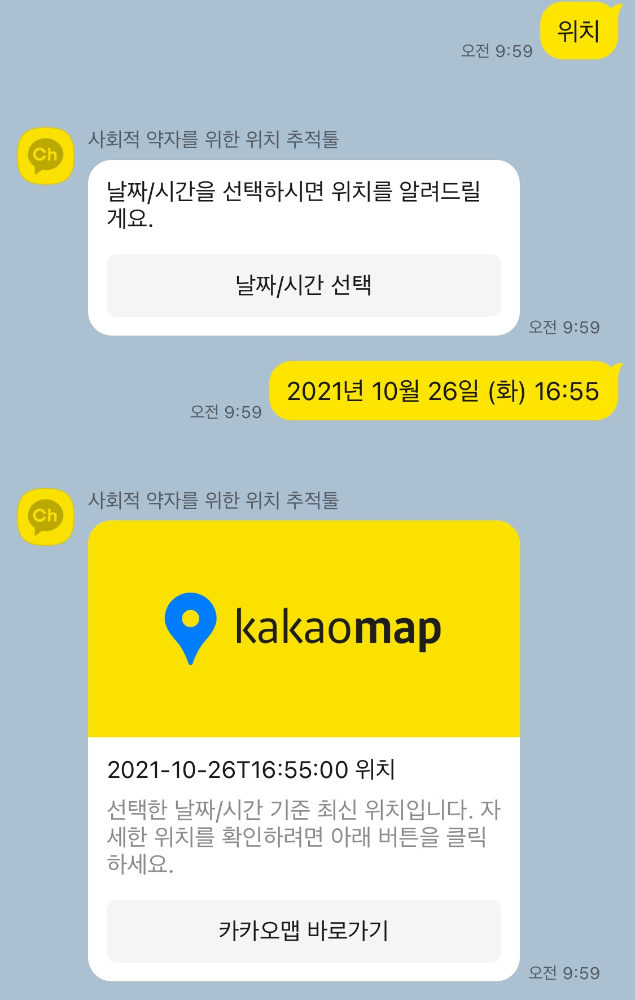 위치
오전 9:59
Ch
사회적 약자를 위한 위치 추적툴
날짜/시간을 선택하시면 위치를 알려드릴
게요.
날짜/시간 선택
오전 9:59
2021년 10월 26일 (화) 16:55
오전 9:59
Ch
사회적 약자를 위한 위치 추적툴
kakaomap
2021-10-26T16:55:00 위치
선택한 날짜/시간 기준 최신 위치입니다. 자
세한 위치를 확인하려면 아래 버튼을 클릭
하세요.
카카오맵 바로가기
오전 9:59